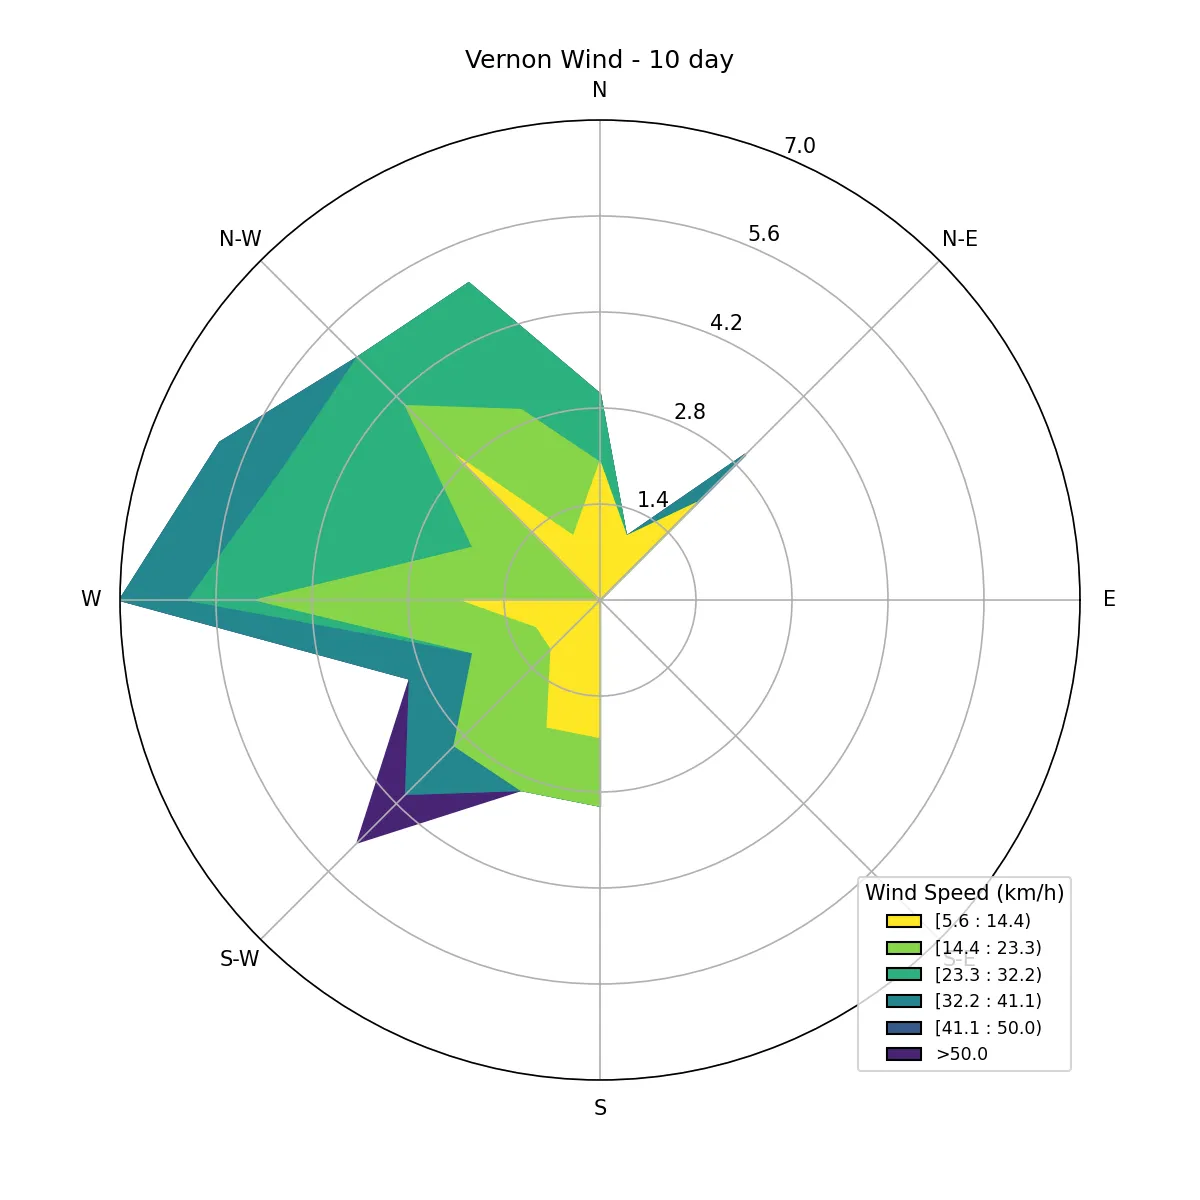 Vernon Wind - 10 day
N
7.0
5.6
N-W
N-E
4.2
2.8
1.4
W
E
S-W
S-E
S
Wind Speed (km/h)
[5.6 : 14.4)
[14.4 : 23.3)
[23.3 : 32.2)
[32.2 : 41.1)
[41.1 : 50.0)
>50.0